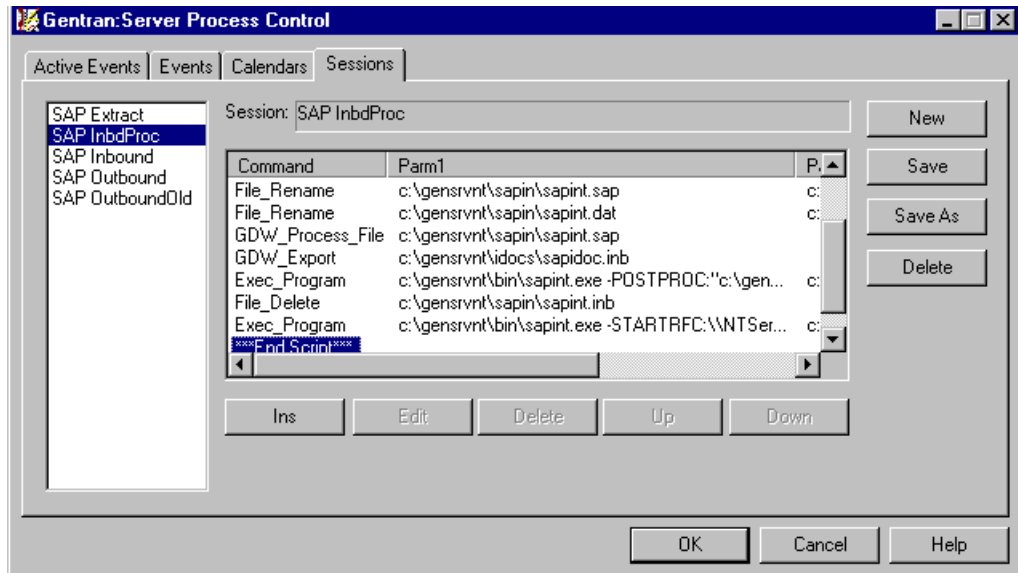 Gentran:Server Process Control
Active Events Events Calendars Sessions
SAP Extract
SAP InbdProc
SAP Inbound
SAP Outbound
SAP OutboundOld
Session: SAP InbdProc
Command Parm1 P
File_Rename c:\gensrvnt\sapin\sapint.sap c:
File_Rename c:\gensrvnt\sapin\sapint.dat c:
GDW_Process_File c:\gensrvnt\sapin\sapint.sap
GDW_Export c:\gensrvnt\idocs\sapidoc.inb
Exec_Program c:\gensrvnt\bin\sapint.exe -POSTPROC:"c:\gen... c:
File_Delete c:\gensrvnt\sapin\sapint.inb
Exec_Program c:\gensrvnt\bin\sapint.exe -STARTRFC:\\NTSer... c:
***End Script***
New
Save
Save As
Delete
Ins Edit Delete Up Down
OK Cancel Help